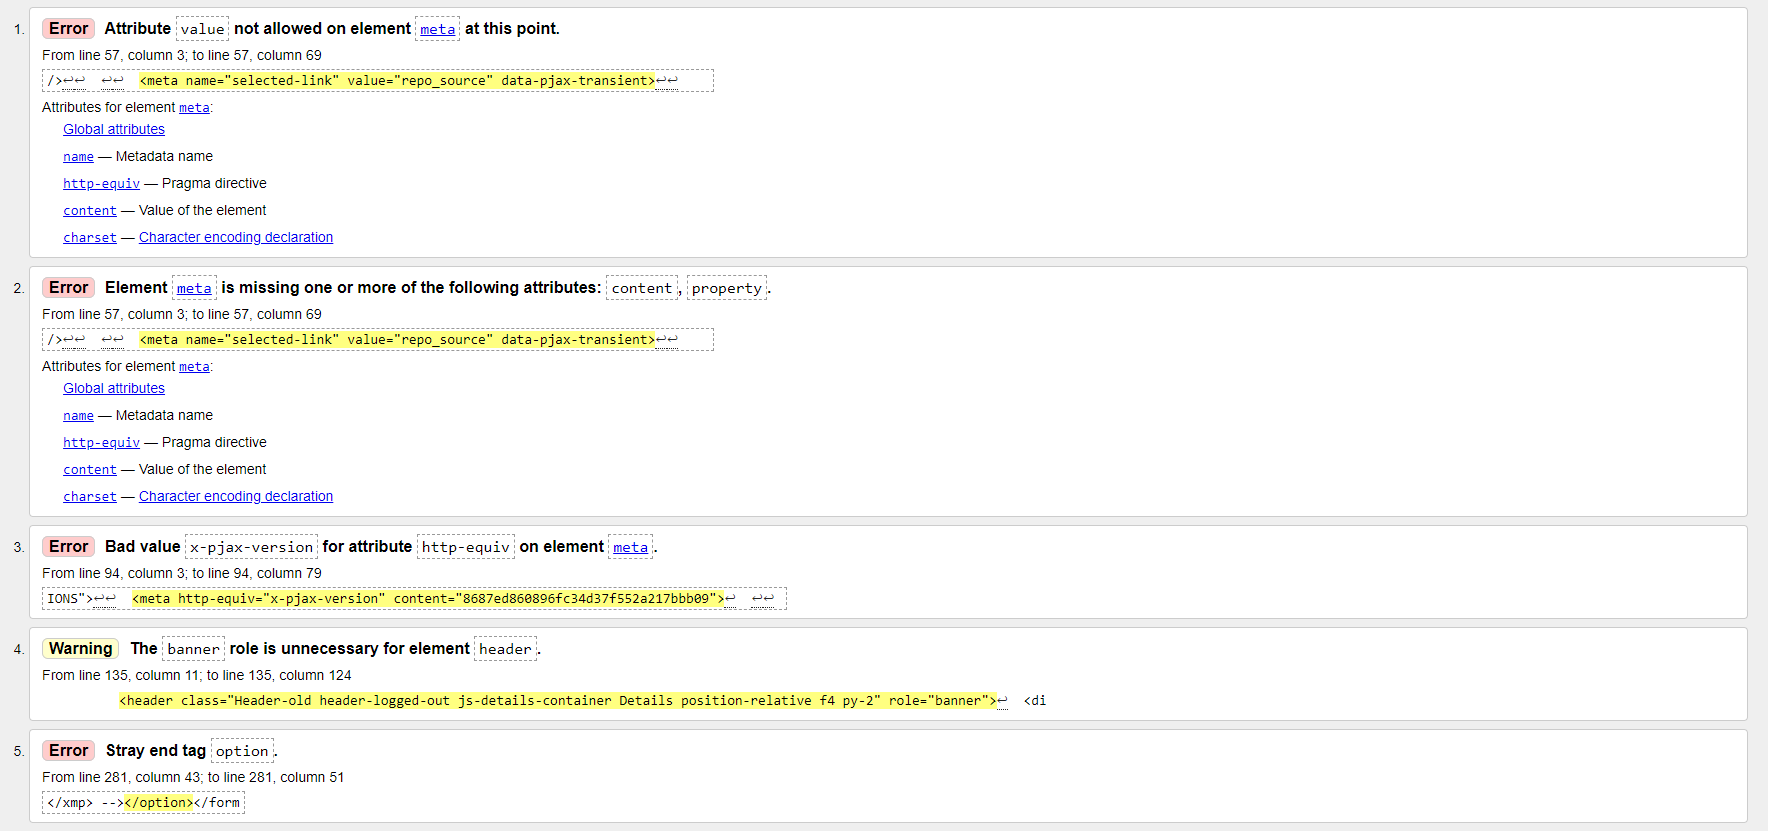 1. Error Attribute value not allowed on element meta at this point.
From line 57, column 3; to line 57, column 69
/>↩↩  ↩↩  <meta name="selected-link" value="repo_source" data-pjax-transient>↩↩
Attributes for element meta:
Global attributes
name — Metadata name
http-equiv — Pragma directive
content — Value of the element
charset — Character encoding declaration
2. Error Element meta is missing one or more of the following attributes: content, property.
From line 57, column 3; to line 57, column 69
/>↩↩  ↩↩  <meta name="selected-link" value="repo_source" data-pjax-transient>↩↩
Attributes for element meta:
Global attributes
name — Metadata name
http-equiv — Pragma directive
content — Value of the element
charset — Character encoding declaration
3. Error Bad value x-pjax-version for attribute http-equiv on element meta.
From line 94, column 3; to line 94, column 79
IONS">↩↩  <meta http-equiv="x-pjax-version" content="8687ed860896fc34d37f552a217bbb09">↩  ↩↩
4. Warning The banner role is unnecessary for element header.
From line 135, column 11; to line 135, column 124
<header class="Header-old header-logged-out js-details-container Details position-relative f4 py-2" role="banner">↩  <di
5. Error Stray end tag option.
From line 281, column 43; to line 281, column 51
</xmp> --></option></form